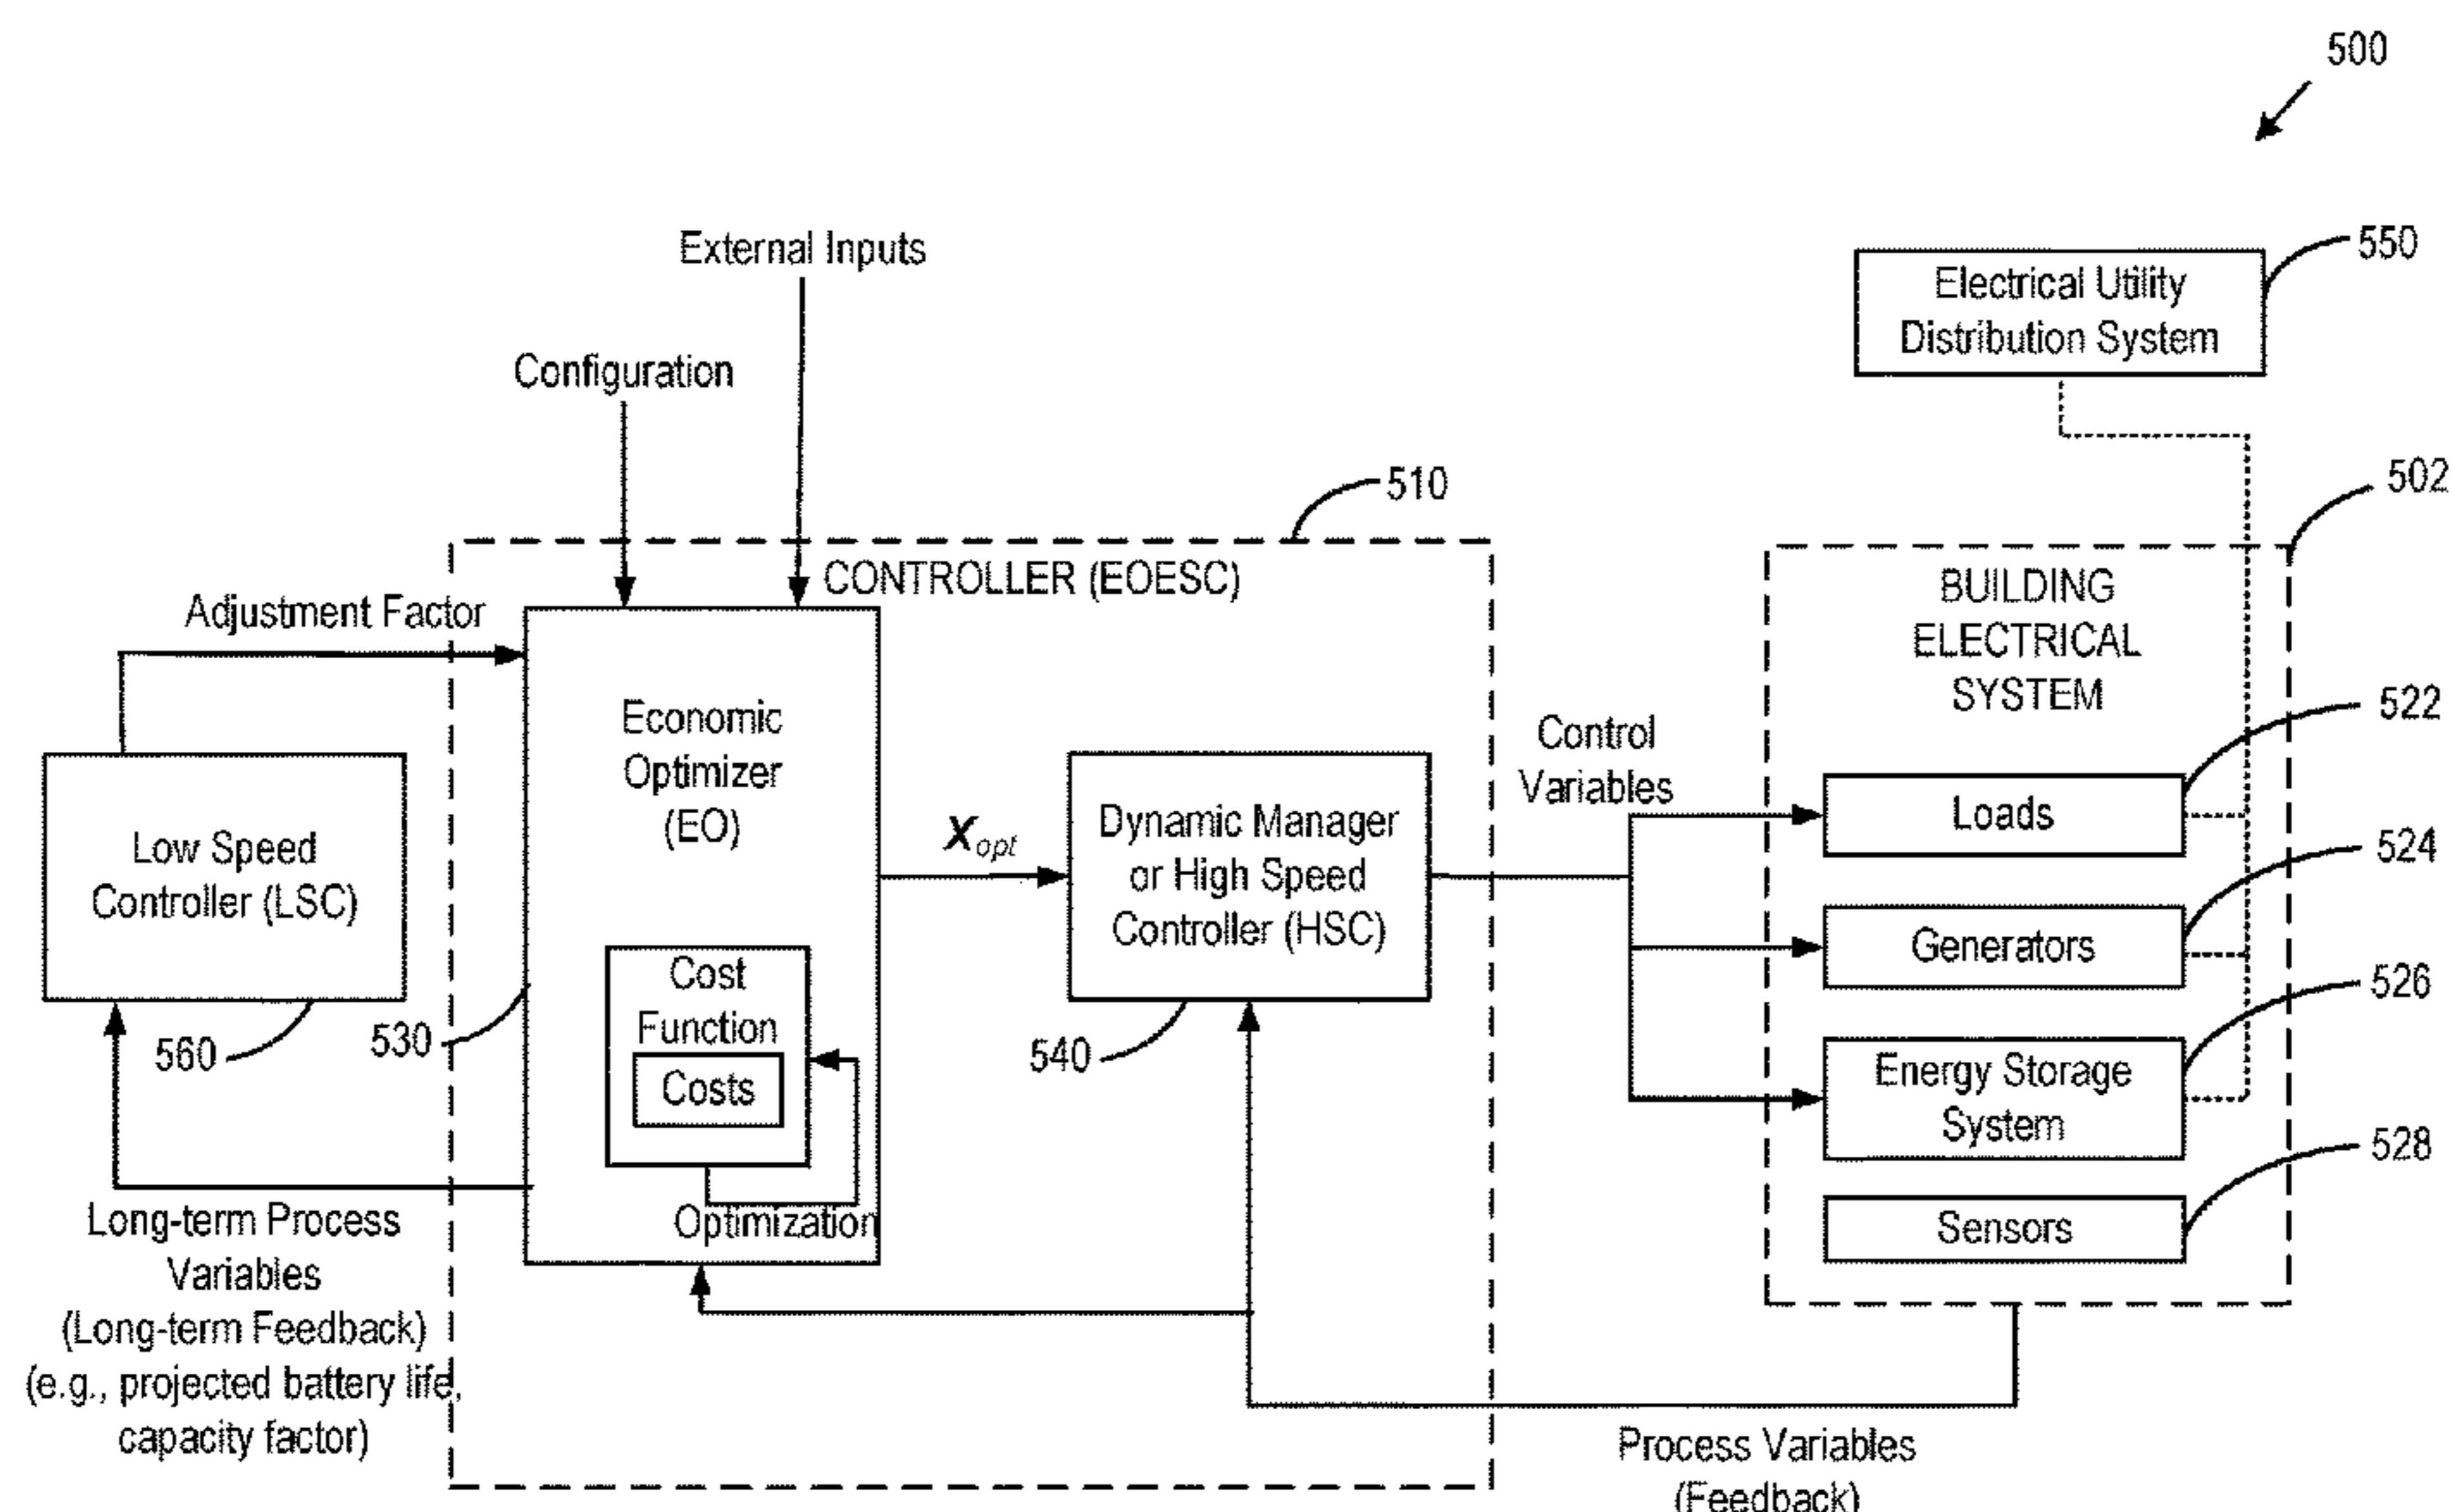 500
External Inputs
550
Electrical Utility
Distribution System
Configuration
510
502
CONTROLLER (EOESC)
BUILDING
ELECTRICAL
SYSTEM
Adjustment Factor
Economic
Optimizer
(EO)
522
Control
Variables
Loads
Low Speed
Controller (LSC)
Xopt
Dynamic Manager
or High Speed
Controller (HSC)
524
Generators
Cost
Function
Costs
526
560
530
540
Energy Storage
System
528
Sensors
Optimization
Long-term Process
Variables
(Long-term Feedback)
(e.g., projected battery life,
capacity factor)
Process Variables
(Feedback)